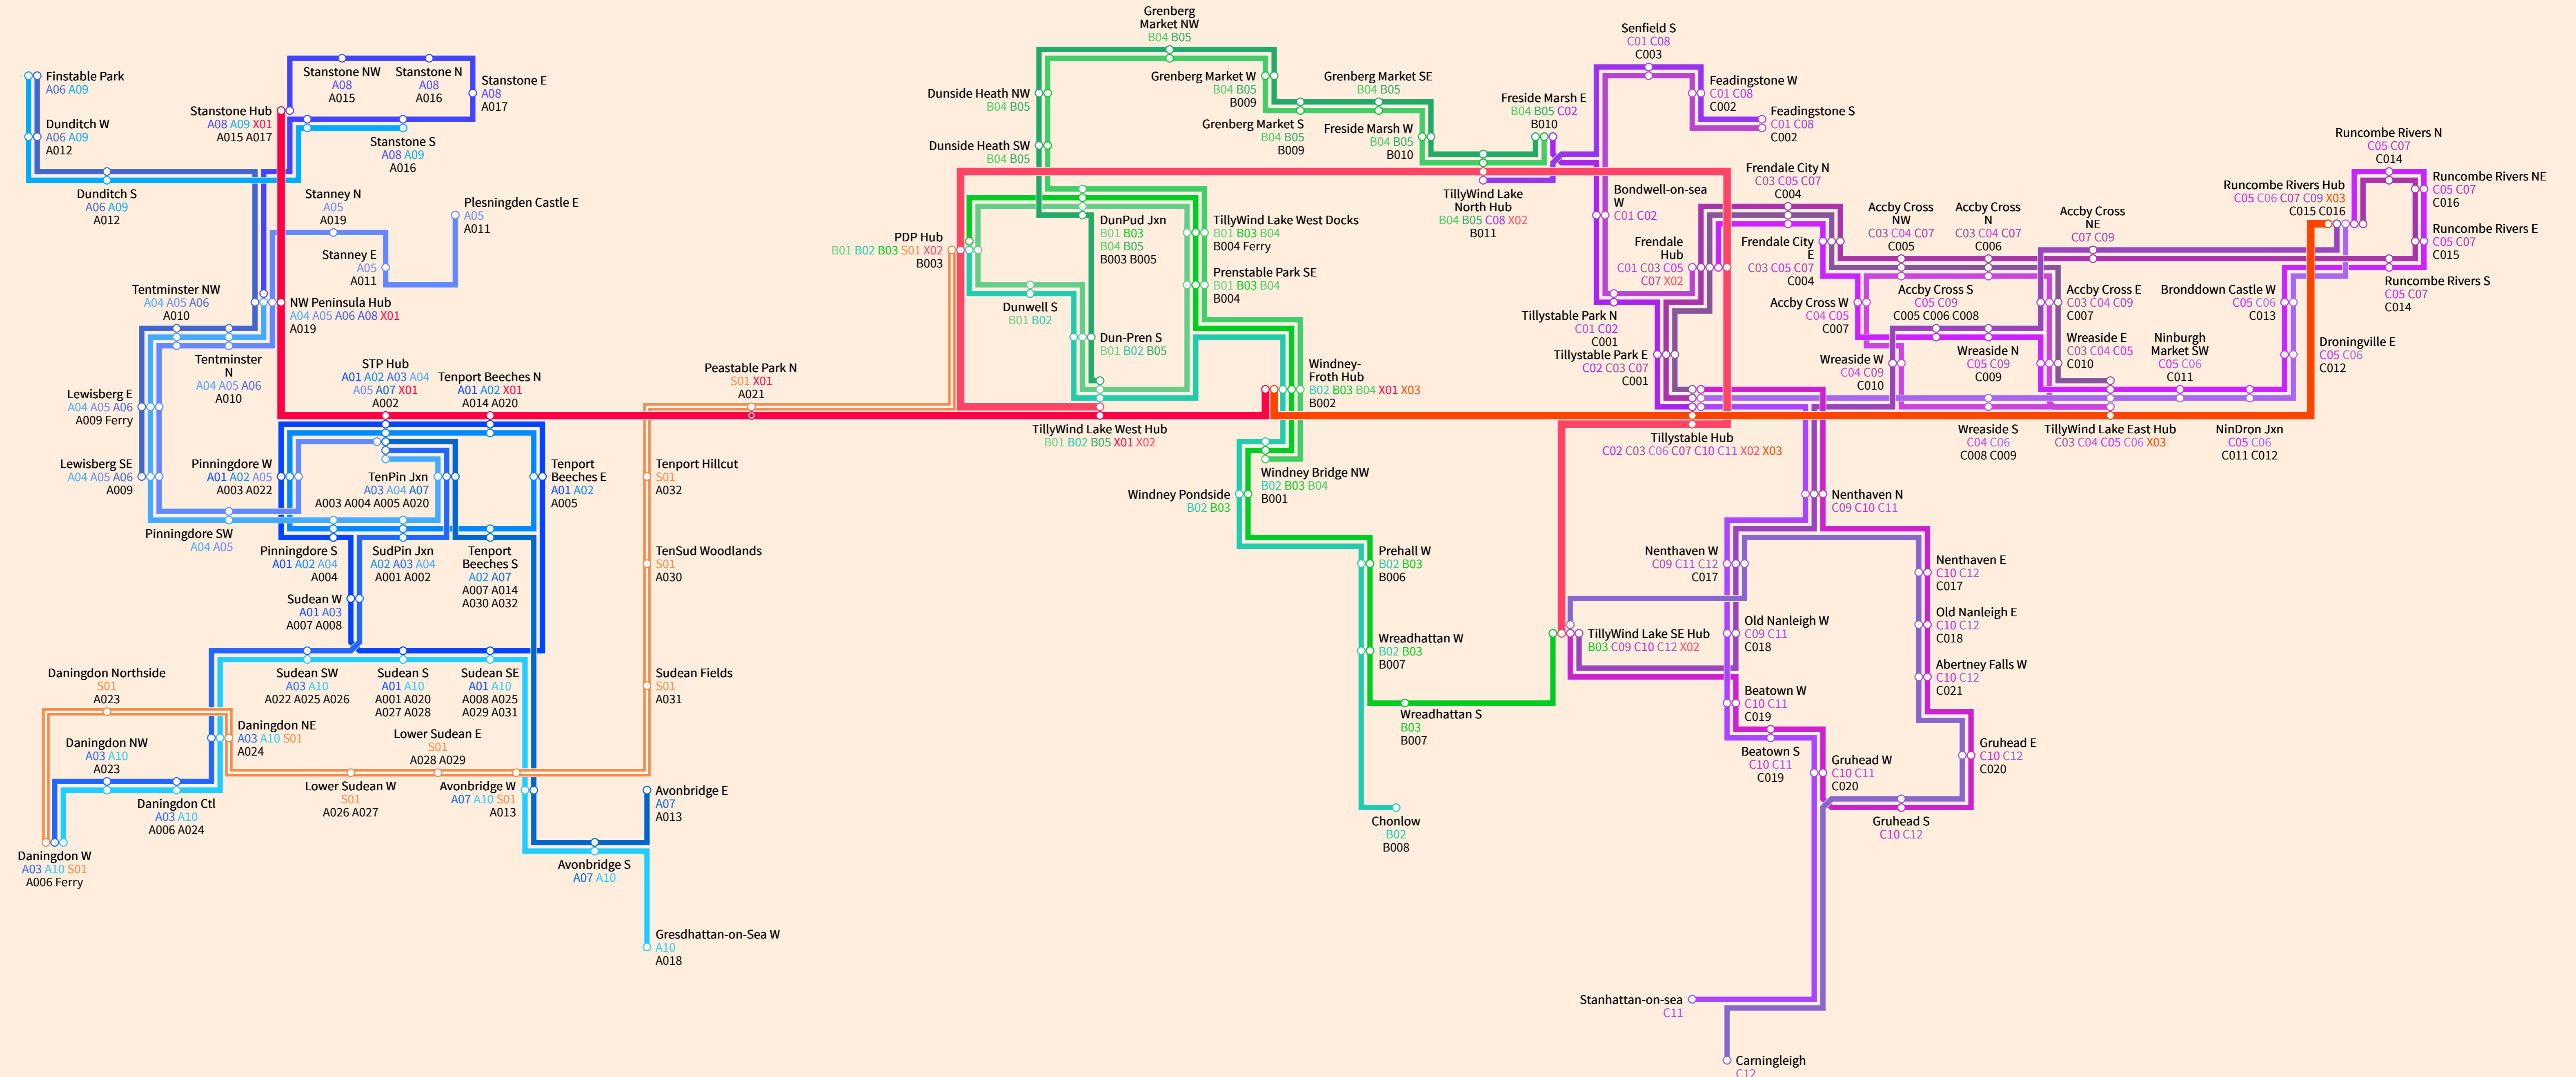 Finstable Park
A06 A09
Dunditch W
A06 A09
A012
Dunditch S
A06 A09
A012
Stanstone Hub
A08 A09 X01
A015 A017
Stanstone NW
A08
A015
Stanstone N
A08
A016
Stanstone E
A08
A017
Stanstone S
A08 A09
A016
Stanney N
A05
A019
Stanney E
A05
A011
Plesningden Castle E
A05
A011
Tentminster NW
A04 A05 A06
A010
NW Peninsula Hub
A04 A05 A06 A08 X01
A019
Tentminster
N
A04 A05 A06
A010
Lewisberg E
A04 A05 A06
A009 Ferry
Lewisberg SE
A04 A05 A06
A009
STP Hub
A01 A02 A03 A04
A05 A07 X01
A002
Tenport Beeches N
A01 A02 X01
A014 A020
Pinningdore W
A01 A02 A05
A003 A022
TenPin Jxn
A03 A04 A07
A003 A004 A005 A020
Tenport
Beeches E
A01 A02
A005
Pinningdore SW
A04 A05
Pinningdore S
A01 A02 A04
A004
SudPin Jxn
A02 A03 A04
A001 A002
Tenport
Beeches S
A02 A07
A007 A014
A030 A032
Sudean W
A01 A03
A007 A008
Sudean SW
A03 A10
A022 A025 A026
Sudean S
A01 A10
A001 A020
A027 A028
Sudean SE
A01 A10
A008 A025
A029 A031
Daningdon Northside
S01
A023
Daningdon NE
A03 A10 S01
A024
Daningdon NW
A03 A10
A023
Daningdon Ctl
A03 A10
A006 A024
Daningdon W
A03 A10 S01
A006 Ferry
Lower Sudean E
S01
A028 A029
Lower Sudean W
S01
A026 A027
Avonbridge W
A07 A10 S01
A013
Avonbridge E
A07
A013
Avonbridge S
A07 A10
Gresdhattan-on-Sea W
A10
A018
Peastable Park N
S01 X01
A021
Tenport Hillcut
S01
A032
TenSud Woodlands
S01
A030
Sudean Fields
S01
A031
Grenberg
Market NW
B04 B05
Dunside Heath NW
B04 B05
Dunside Heath SW
B04 B05
Grenberg Market W
B04 B05
B009
Grenberg Market SE
B04 B05
Grenberg Market S
B04 B05
B009
Freside Marsh W
B04 B05
B010
Freside Marsh E
B04 B05 C02
B010
TillyWind Lake
North Hub
B04 B05 C08 X02
B011
PDP Hub
B01 B02 B03 S01 X02
B003
DunPud Jxn
B01 B03
B04 B05
B003 B005
TillyWind Lake West Docks
B01 B03 B04
B004 Ferry
Prenstable Park SE
B01 B03 B04
B004
Dunwell S
B01 B02
Dun-Pren S
B01 B02 B05
Windney-
Froth Hub
B02 B03 B04 X01 X03
B002
TillyWind Lake West Hub
B01 B02 B05 X01 X02
Windney Bridge NW
B02 B03 B04
B001
Windney Pondside
B02 B03
Prehall W
B02 B03
B006
Wreadhattan W
B02 B03
B007
Wreadhattan S
B03
B007
Chonlow
B02
B008
Senfield S
C01 C08
C003
Feadingstone W
C01 C08
C002
Feadingstone S
C01 C08
C002
Bondwell-on-sea
W
C01 C02
Frendale
Hub
C01 C03 C05
C07 X02
Frendale City N
C03 C05 C07
C004
Frendale City
E
C03 C05 C07
C004
Tillystable Park N
C01 C02
C001
Tillystable Park E
C02 C03 C07
C001
Tillystable Hub
C02 C03 C06 C07 C10 C11 X02 X03
Accby Cross
NW
C03 C04 C07
C005
Accby Cross
N
C03 C04 C07
C006
Accby Cross
NE
C07 C09
Accby Cross W
C04 C05
C007
Accby Cross S
C05 C09
C005 C006 C008
Accby Cross E
C03 C04 C09
C007
Wreaside W
C04 C09
C010
Wreaside N
C05 C09
C009
Wreaside E
C03 C04 C05
C010
Wreaside S
C04 C06
C008 C009
TillyWind Lake East Hub
C03 C04 C05 C06 X03
Ninburgh
Market SW
C05 C06
C011
NinDron Jxn
C05 C06
C011 C012
Bronddown Castle W
C05 C06
C013
Droningville E
C05 C06
C012
Runcombe Rivers Hub
C05 C06 C07 C09 X03
C015 C016
Runcombe Rivers N
C05 C07
C014
Runcombe Rivers NE
C05 C07
C016
Runcombe Rivers E
C05 C07
C015
Runcombe Rivers S
C05 C07
C014
Nenthaven N
C09 C10 C11
Nenthaven W
C09 C11 C12
C017
Nenthaven E
C10 C12
C017
TillyWind Lake SE Hub
B03 C09 C10 C12 X02
Old Nanleigh W
C09 C11
C018
Old Nanleigh E
C10 C12
C018
Abertney Falls W
C10 C12
C021
Beatown W
C10 C11
C019
Beatown S
C10 C11
C019
Gruhead W
C10 C11
C020
Gruhead E
C10 C12
C020
Gruhead S
C10 C12
Stanhattan-on-sea
C11
Carningleigh
C12